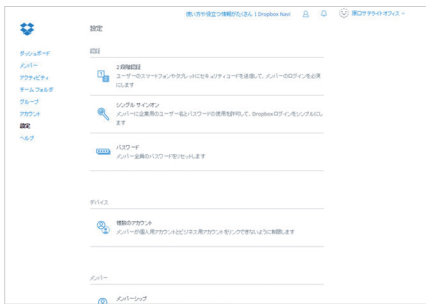 使い方や役立つ情報がたくさん | Dropbox Navi
原口サテライトオフィス
設定
ダッシュボード
メンバー
アクティビティ
チーム フォルダ
グループ
アカウント
設定
ヘルプ
認証
2 段階認証
ユーザーのスマートフォンやタブレットにセキュリティコードを送信して、メンバーのログインを必須
にします
シングル サインオン
メンバーに企業用のユーザー名とパスワードの使用を許可して、Dropboxログインをシングルにし
ます
パスワード
メンバー全員のパスワードをリセットします
デバイス
複数のアカウント
メンバーが個人用アカウントとビジネス用アカウントをリンクできないように制限します
メンバー
メンバーシップ